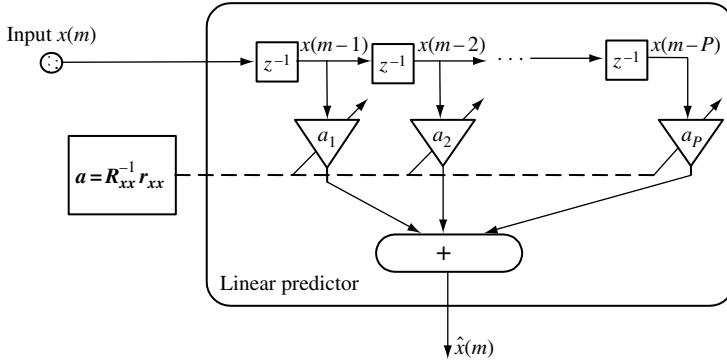 Input x(m)
x(m−1)
x(m−2)
x(m−P)
z⁻¹
z⁻¹
. . .
z⁻¹
a₁
a₂
a_P
a = R_xx⁻¹ r_xx
+
Linear predictor
x̂(m)